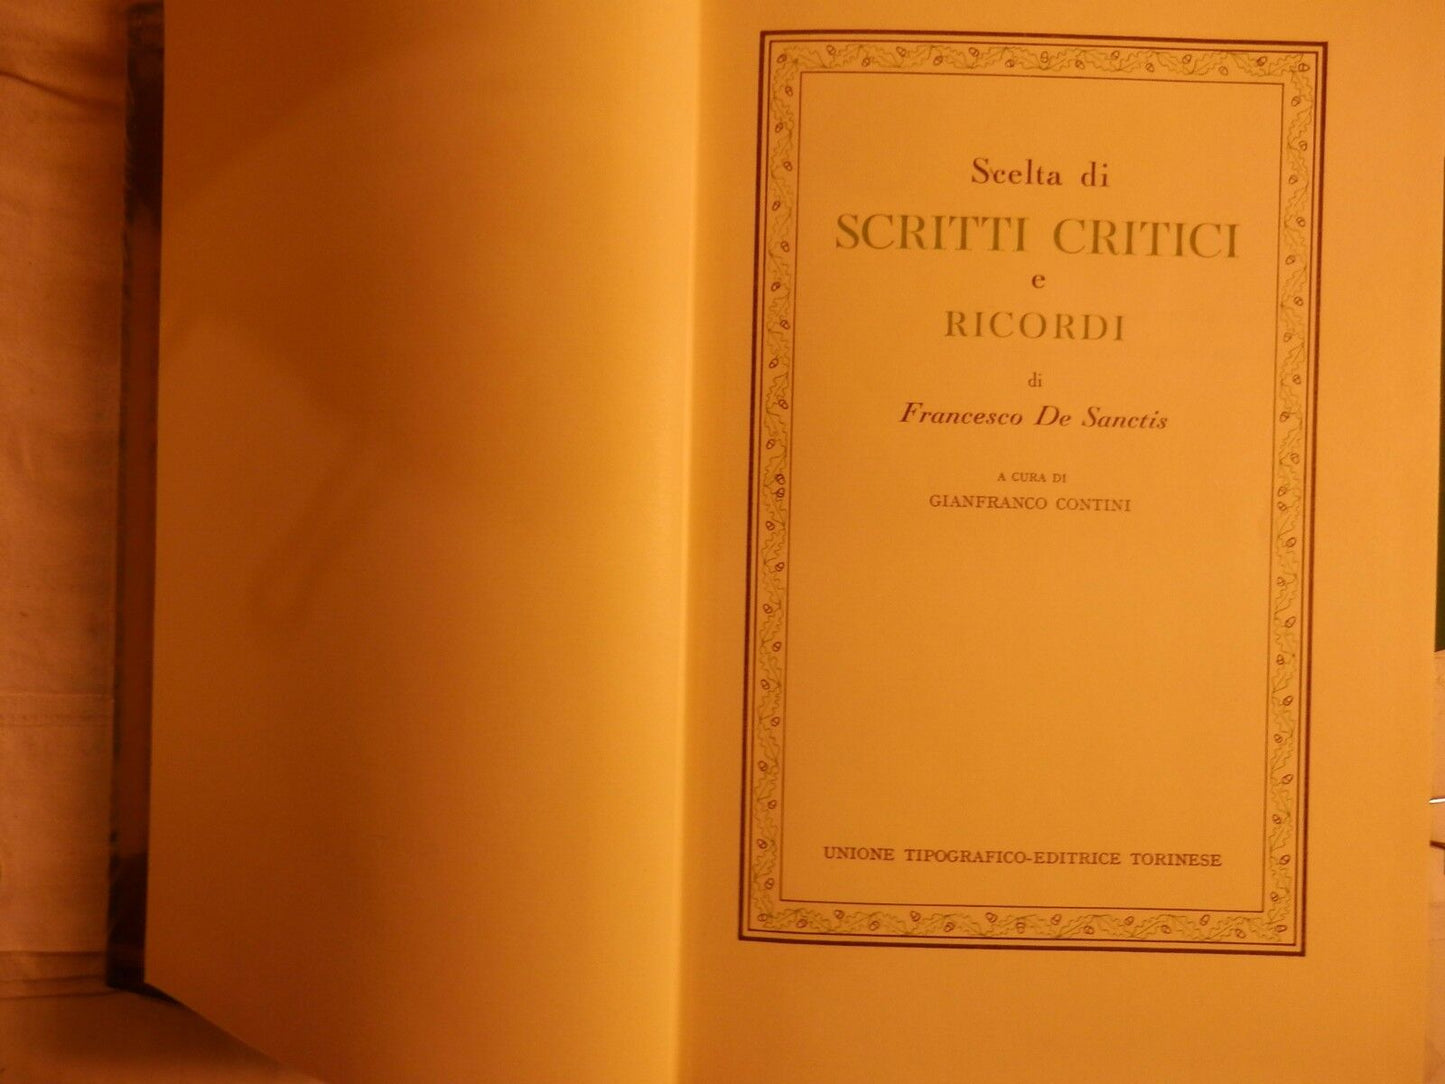 Scelta di
SCRITTI CRITICI
e
RICORDI
di
Francesco De Sanctis
A CURA DI
GIANFRANCO CONTINI
UNIONE TIPOGRAFICO-EDITRICE TORINESE